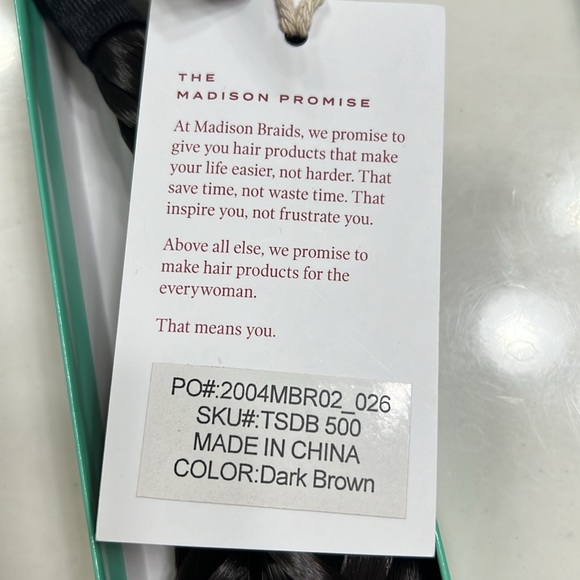 THE
MADISON PROMISE
At Madison Braids, we promise to
give you hair products that make
your life easier, not harder. That
save time, not waste time. That
inspire you, not frustrate you.
Above all else, we promise to
make hair products for the
everywoman.
That means you.
PO#:2004MBR02_026
SKU#:TSDB 500
MADE IN CHINA
COLOR:Dark Brown